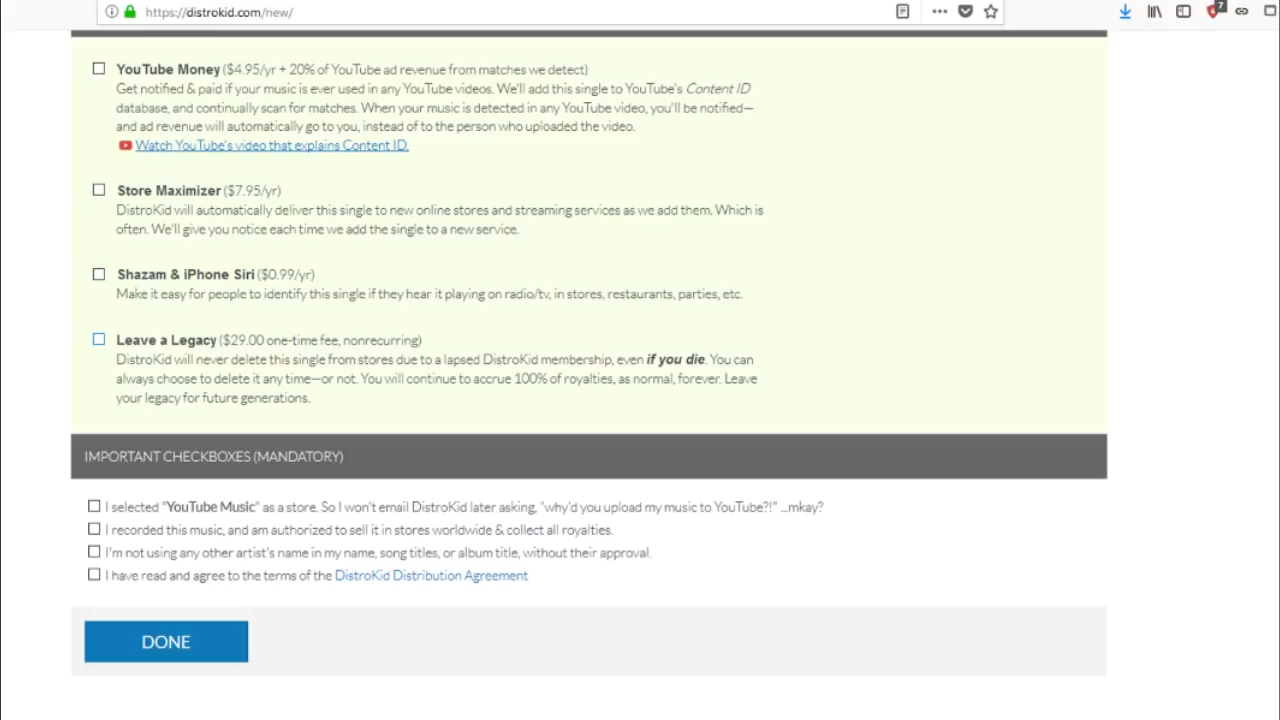 https://distrokid.com/new/
7
YouTube Money ($4.95/yr + 20% of YouTube ad revenue from matches we detect)
Get notified & paid if your music is ever used in any YouTube videos. We'll add this single to YouTube's Content ID
database, and continually scan for matches. When your music is detected in any YouTube video, you'll be notified—
and ad revenue will automatically go to you, instead of to the person who uploaded the video.
Watch YouTube's video that explains Content ID.
Store Maximizer ($7.95/yr)
DistroKid will automatically deliver this single to new online stores and streaming services as we add them. Which is
often. We'll give you notice each time we add the single to a new service.
Shazam & iPhone Siri ($0.99/yr)
Make it easy for people to identify this single if they hear it playing on radio/tv, in stores, restaurants, parties, etc.
Leave a Legacy ($29.00 one-time fee, nonrecurring)
DistroKid will never delete this single from stores due to a lapsed DistroKid membership, even if you die. You can
always choose to delete it any time—or not. You will continue to accrue 100% of royalties, as normal, forever. Leave
your legacy for future generations.
IMPORTANT CHECKBOXES (MANDATORY)
I selected "YouTube Music" as a store. So I won't email DistroKid later asking, "why'd you upload my music to YouTube?!" ...mkay?
I recorded this music, and am authorized to sell it in stores worldwide & collect all royalties.
I'm not using any other artist's name in my name, song titles, or album title, without their approval.
I have read and agree to the terms of the DistroKid Distribution Agreement
DONE